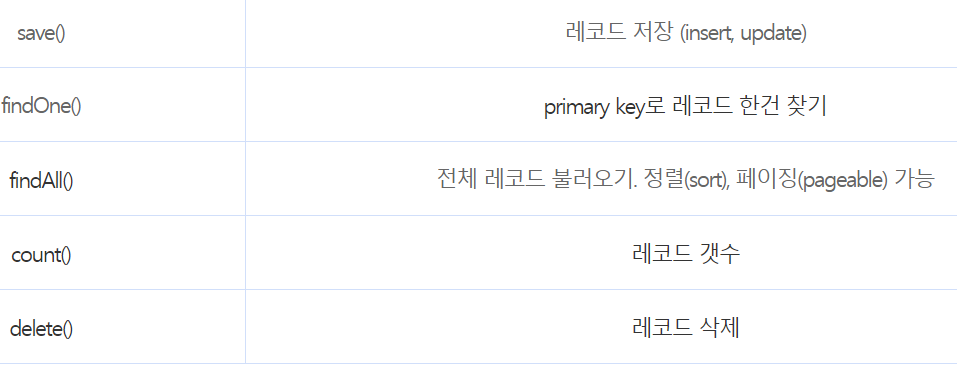 save() 레코드 저장 (insert, update)
findOne() primary key로 레코드 한건 찾기
findAll() 전체 레코드 불러오기. 정렬(sort), 페이징(pageable) 가능
count() 레코드 갯수
delete() 레코드 삭제